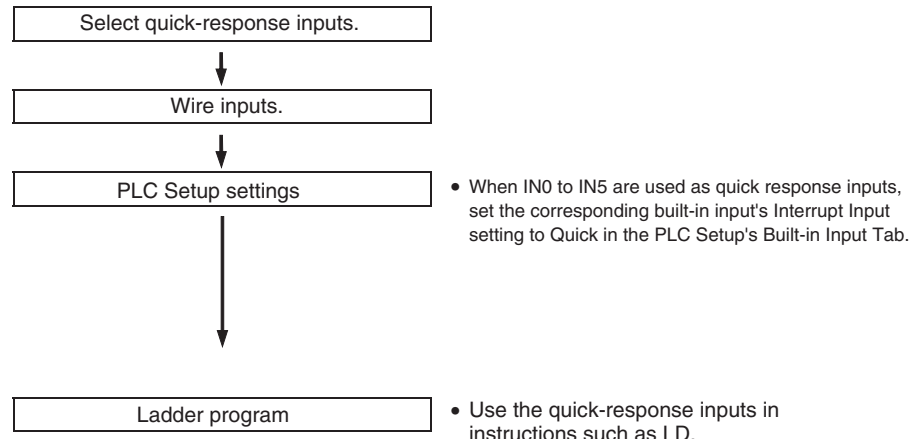 Select quick-response inputs.
Wire inputs.
PLC Setup settings
• When IN0 to IN5 are used as quick response inputs,
set the corresponding built-in input's Interrupt Input
setting to Quick in the PLC Setup's Built-in Input Tab.
Ladder program
• Use the quick-response inputs in
instructions such as LD.